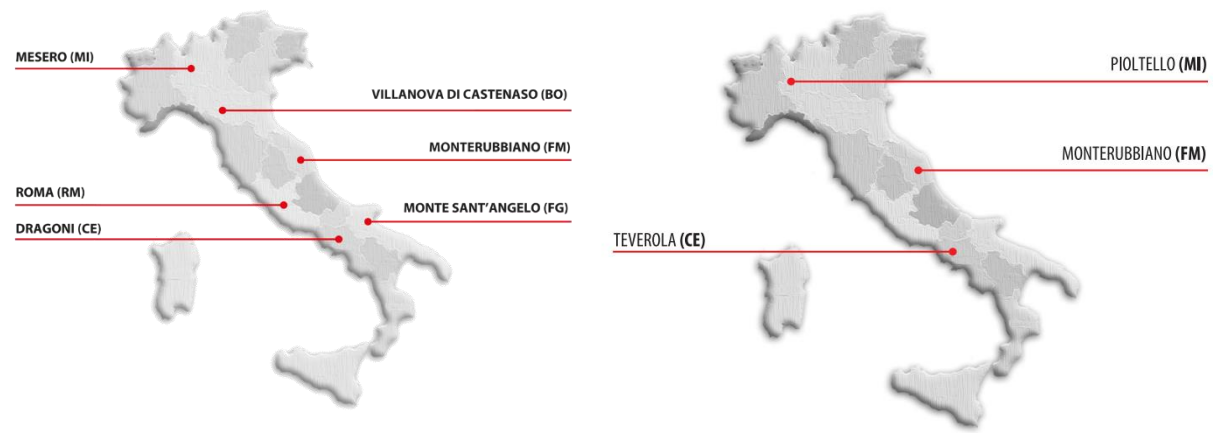 MESERO (MI)
VILLANOVA DI CASTENASO (BO)
MONTERUBBIANO (FM)
ROMA (RM)
MONTE SANT'ANGELO (FG)
DRAGONI (CE)
PIOLTELLO (MI)
MONTERUBBIANO (FM)
TEVEROLA (CE)